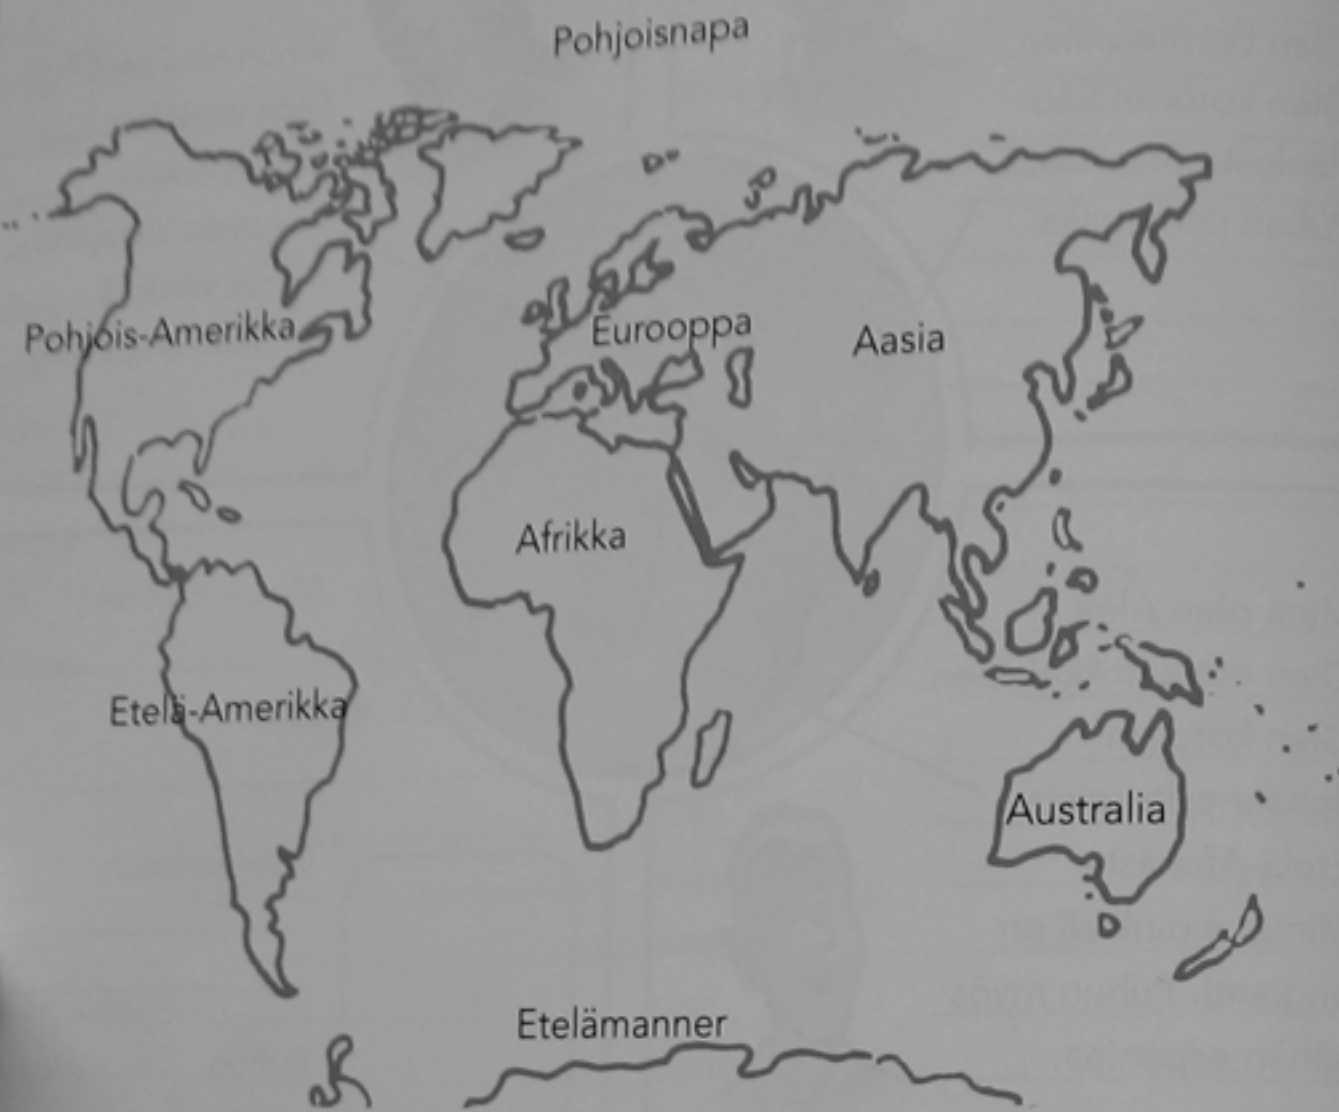 Pohjoisnapa
Pohjois-Amerikka
Eurooppa
Aasia
Afrikka
Etelä-Amerikka
Australia
Etelämanner